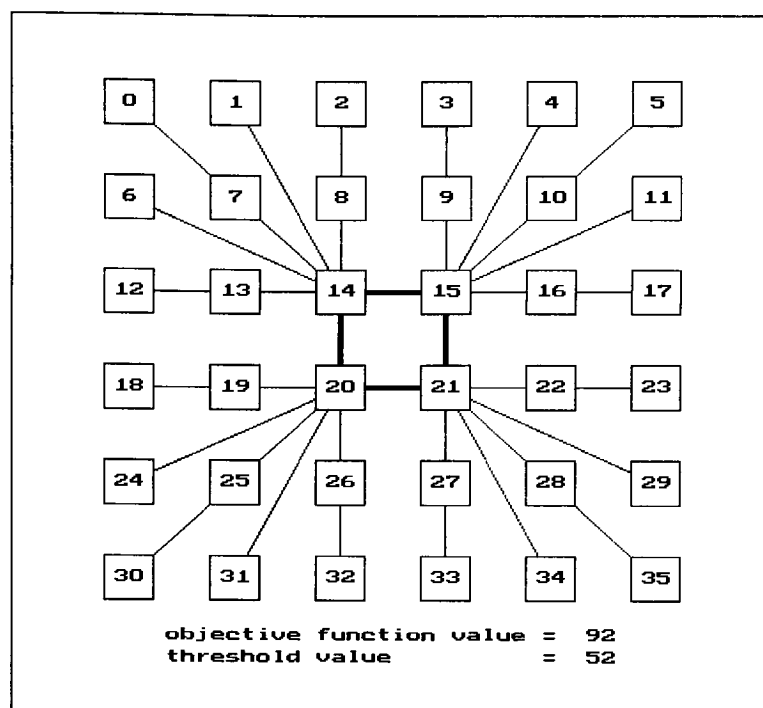 0 1 2 3 4 5
6 7 8 9 10 11
12 13 14 15 16 17
18 19 20 21 22 23
24 25 26 27 28 29
30 31 32 33 34 35
objective function value = 92
threshold value = 52